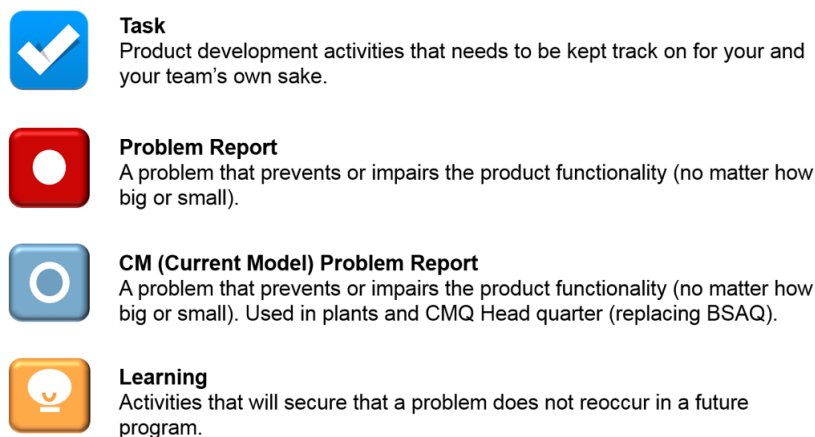 Task
Product development activities that needs to be kept track on for your and
your team's own sake.
Problem Report
A problem that prevents or impairs the product functionality (no matter how
big or small).
CM (Current Model) Problem Report
A problem that prevents or impairs the product functionality (no matter how
big or small). Used in plants and CMQ Head quarter (replacing BSAQ).
Learning
Activities that will secure that a problem does not reoccur in a future
program.